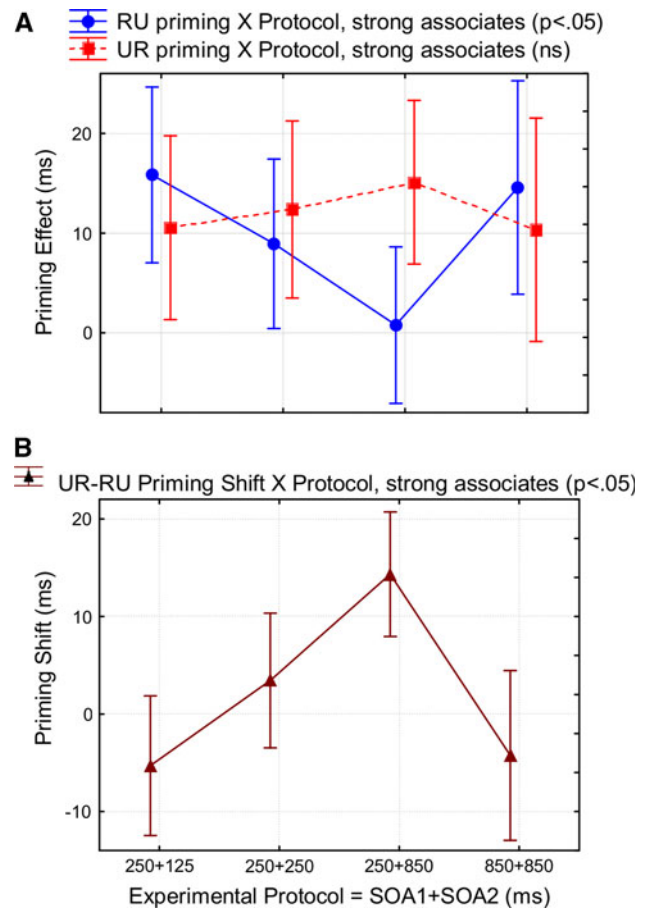 A
RU priming X Protocol, strong associates (p<.05)
UR priming X Protocol, strong associates (ns)
20
10
0
Priming Effect (ms)
B
UR-RU Priming Shift X Protocol, strong associates (p<.05)
20
10
0
-10
Priming Shift (ms)
250+125 250+250 250+850 850+850
Experimental Protocol = SOA1+SOA2 (ms)